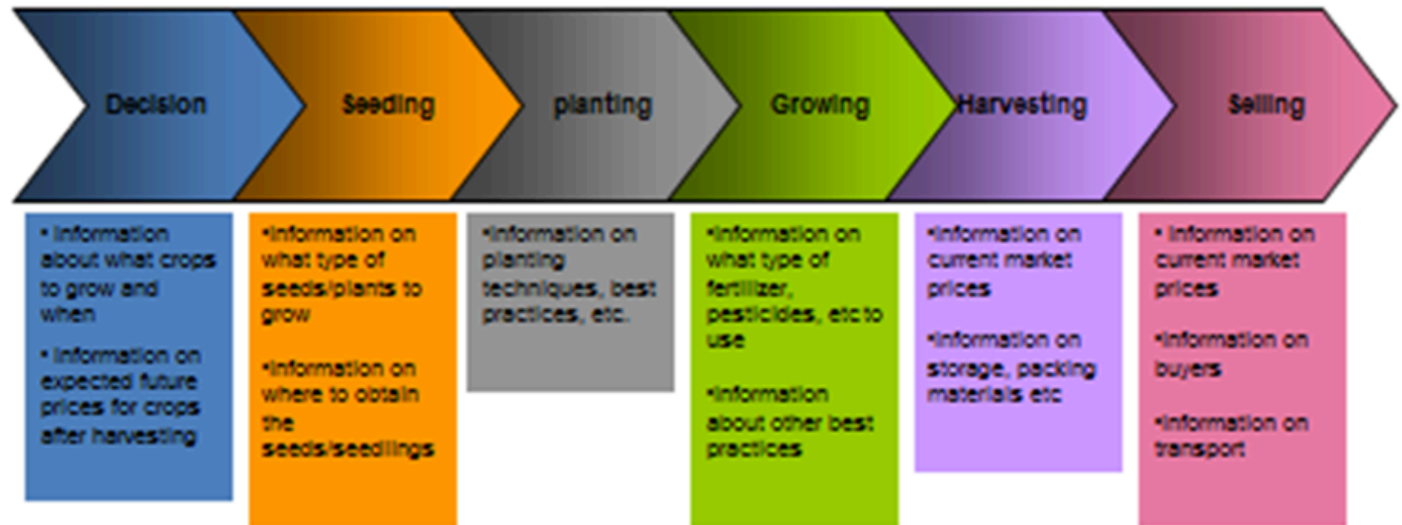 Decision
Seeding
planting
Growing
Harvesting
Selling
• Information
about what crops
to grow and
when
• Information on
expected future
prices for crops
after harvesting
•Information on
what type of
seeds/plants to
grow
•Information on
where to obtain
the
seeds/seedlings
•Information on
planting
techniques, best
practices, etc.
•Information on
what type of
fertilizer,
pesticides, etc to
use
•Information
about other best
practices
•Information on
current market
prices
•Information on
storage, packing
materials etc
• Information on
current market
prices
•Information on
buyers
•Information on
transport